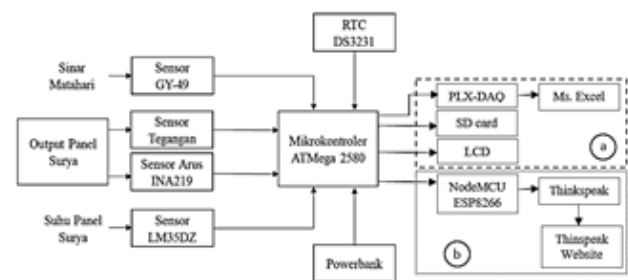 RTC
DS3231
Sinar
Matahari
Sensor
GY-49
Output Panel
Surya
Sensor
Tegangan
Sensor Arus
INA219
Suhu Panel
Surya
Sensor
LM35DZ
Mikrokontroler
ATMega 2580
Powerbank
PLX-DAQ
Ms. Excel
SD card
LCD
a
NodeMCU
ESP8266
Thinkspeak
Thinspeak
Website
b